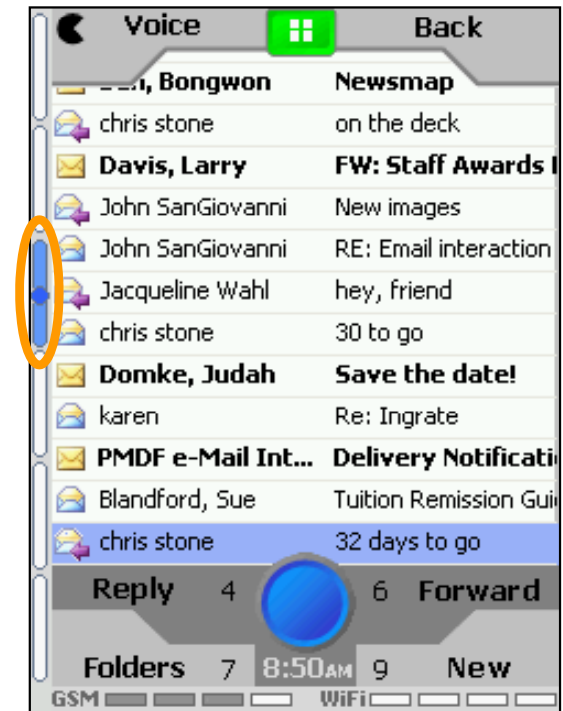 Voice Back
Bongwon Newsmap
chris stone on the deck
Davis, Larry FW: Staff Awards
John SanGiovanni New images
John SanGiovanni RE: Email interaction
Jacqueline Wahl hey, friend
chris stone 30 to go
Domke, Judah Save the date!
karen Re: Ingrate
PMDF e-Mail Int... Delivery Notificati
Blandford, Sue Tuition Remission Gui
chris stone 32 days to go
Reply 4 6 Forward
Folders 7 8:50AM 9 New
GSM WiFi